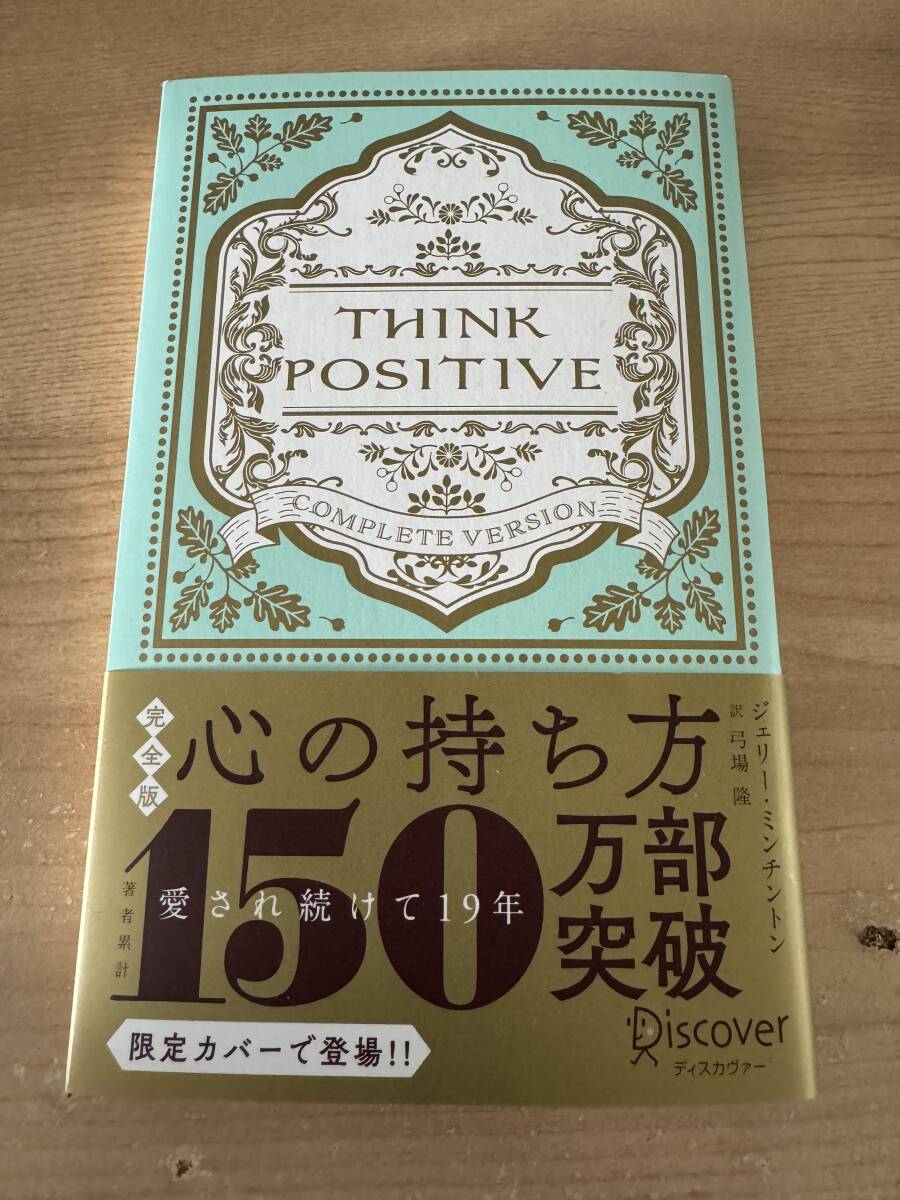 THINK
POSITIVE
COMPLETE VERSION
完全版
心の持ち方
ジェリー・ミンチントン
訳 弓場 隆
著者累計
150万部突破
愛され続けて19年
限定カバーで登場!!
Discover
ディスカヴァー